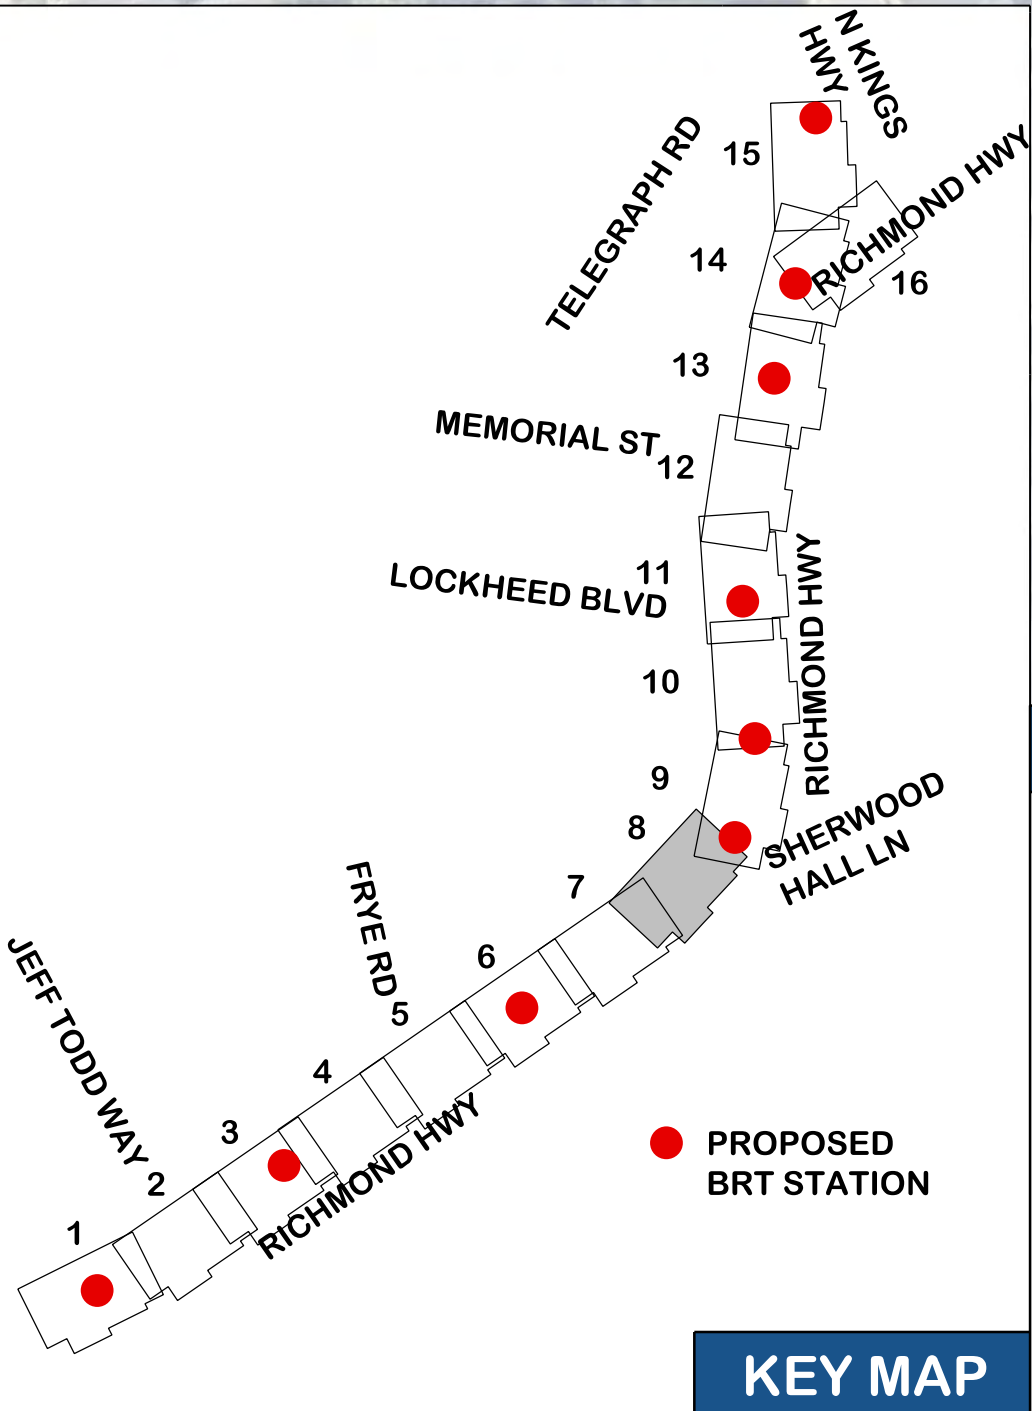 N KINGS
HWY
15
TELEGRAPH RD
RICHMOND HWY
14
16
13
MEMORIAL ST
12
11
LOCKHEED BLVD
RICHMOND HWY
10
9
8
SHERWOOD
HALL LN
7
FRYE RD
6
JEFF TODD WAY
5
4
3
RICHMOND HWY
2
1
PROPOSED
BRT STATION
KEY MAP